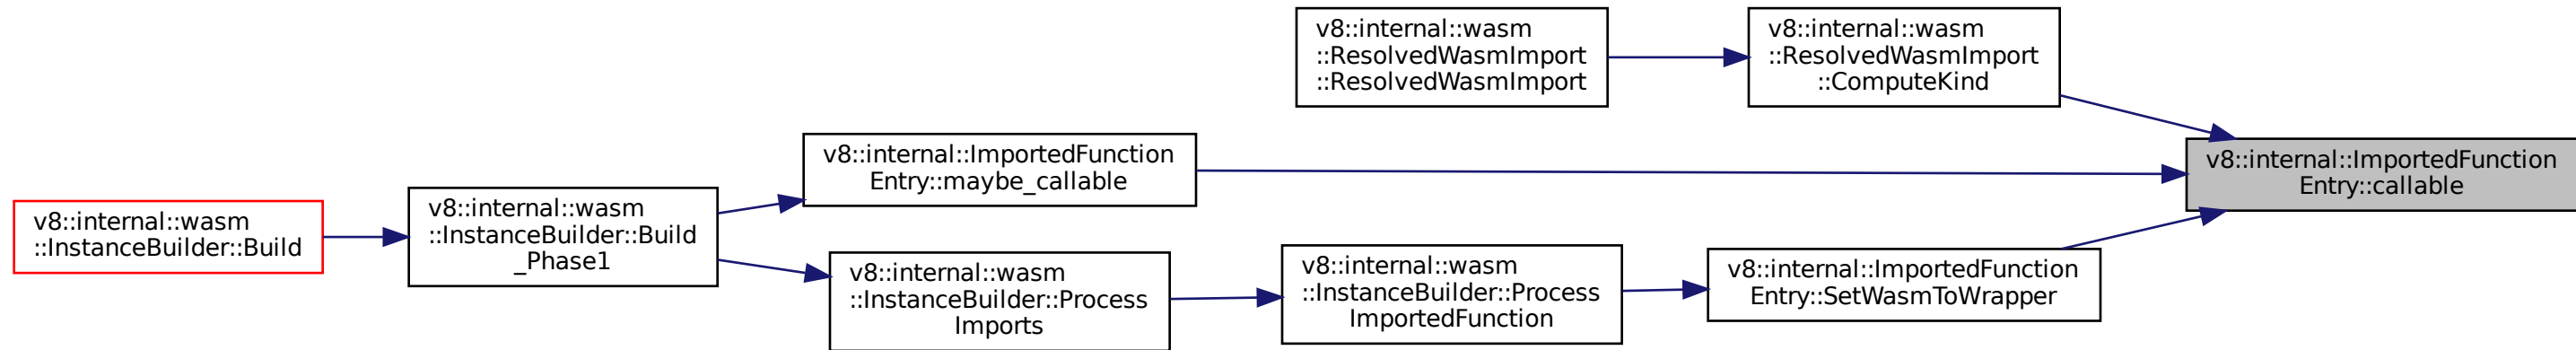 v8::internal::wasm
::InstanceBuilder::Build
v8::internal::wasm
::InstanceBuilder::Build
_Phase1
v8::internal::ImportedFunction
Entry::maybe_callable
v8::internal::wasm
::InstanceBuilder::Process
Imports
v8::internal::wasm
::ResolvedWasmImport
::ResolvedWasmImport
v8::internal::wasm
::InstanceBuilder::Process
ImportedFunction
v8::internal::wasm
::ResolvedWasmImport
::ComputeKind
v8::internal::ImportedFunction
Entry::SetWasmToWrapper
v8::internal::ImportedFunction
Entry::callable